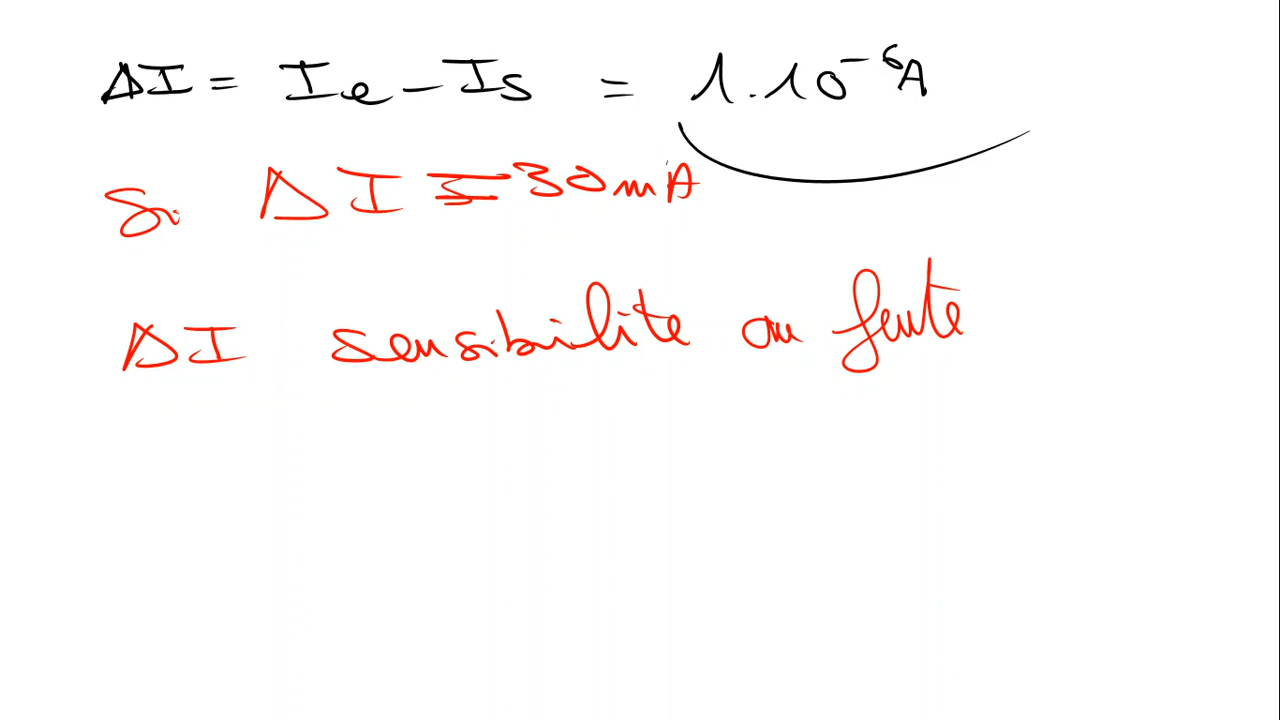 ΔI = Ie - Is = 1.10⁻⁶A
Si ΔI 30mA
ΔI sensibilite ou fuite